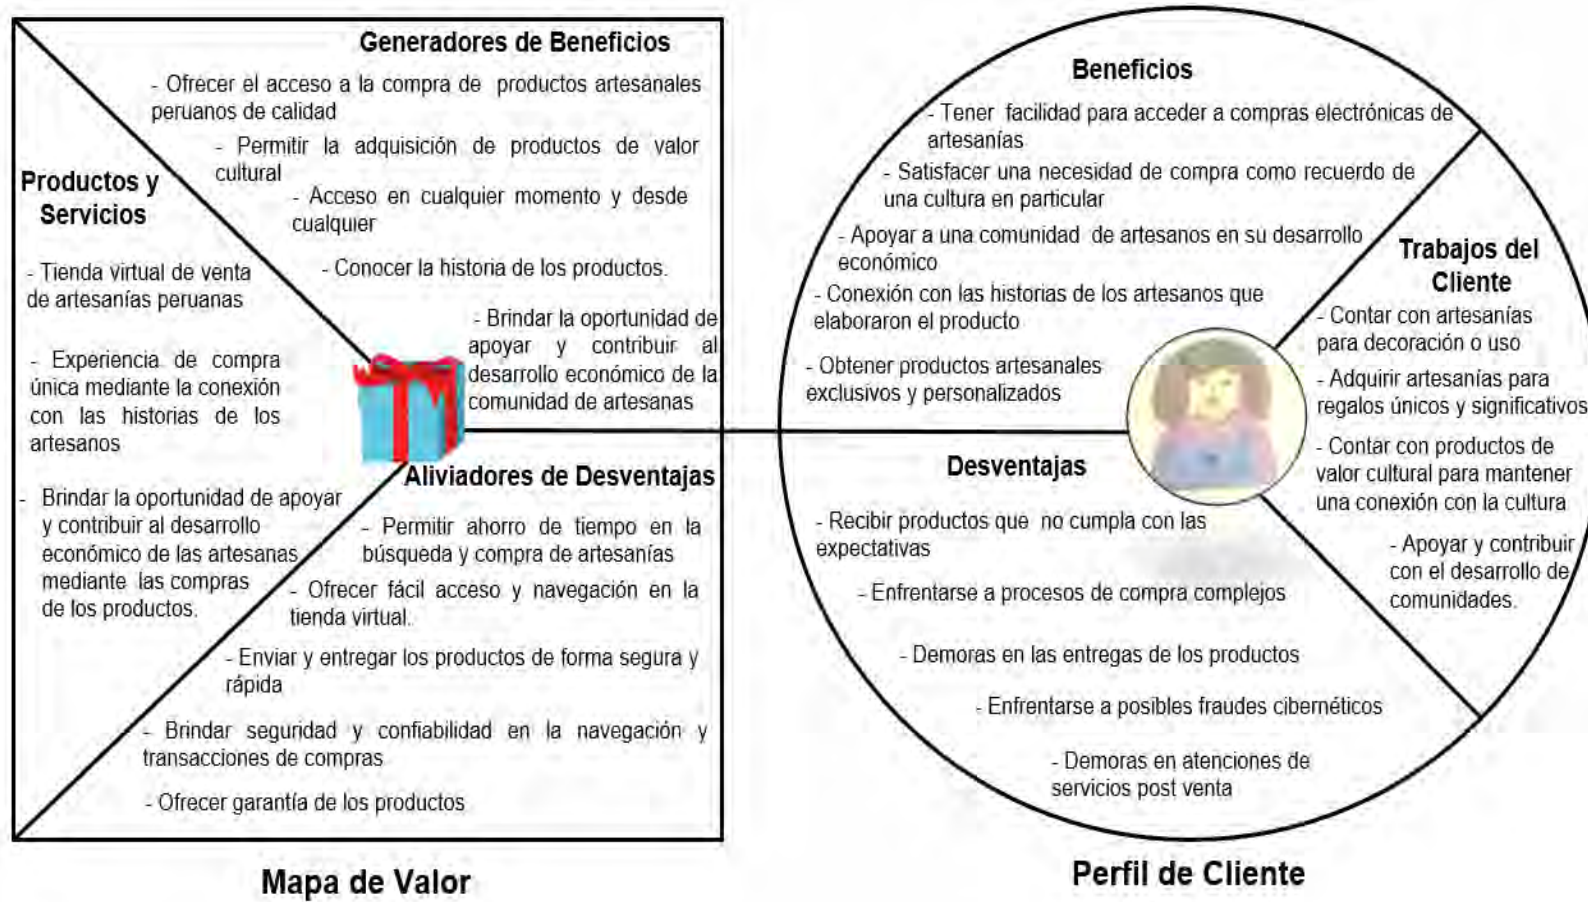 Generadores de Beneficios
- Ofrecer el acceso a la compra de productos artesanales
peruanos de calidad
- Permitir la adquisición de productos de valor
cultural
- Acceso en cualquier momento y desde
cualquier
- Conocer la historia de los productos.
- Brindar la oportunidad de
apoyar y contribuir al
desarrollo económico de la
comunidad de artesanas
Productos y
Servicios
- Tienda virtual de venta
de artesanías peruanas
- Experiencia de compra
única mediante la conexión
con las historias de los
artesanos
- Brindar la oportunidad de apoyar
y contribuir al desarrollo
económico de las artesanas
mediante las compras
de los productos.
Aliviadores de Desventajas
- Permitir ahorro de tiempo en la
búsqueda y compra de artesanías
- Ofrecer fácil acceso y navegación en la
tienda virtual.
- Enviar y entregar los productos de forma segura y
rápida
- Brindar seguridad y confiabilidad en la navegación y
transacciones de compras
- Ofrecer garantía de los productos
Mapa de Valor
Beneficios
- Tener facilidad para acceder a compras electrónicas de
artesanías
- Satisfacer una necesidad de compra como recuerdo de
una cultura en particular
- Apoyar a una comunidad de artesanos en su desarrollo
económico
- Conexión con las historias de los artesanos que
elaboraron el producto
- Obtener productos artesanales
exclusivos y personalizados
Trabajos del
Cliente
- Contar con artesanías
para decoración o uso
- Adquirir artesanías para
regalos únicos y significativos
- Contar con productos de
valor cultural para mantener
una conexión con la cultura
- Apoyar y contribuir
con el desarrollo de
comunidades.
Desventajas
- Recibir productos que no cumpla con las
expectativas
- Enfrentarse a procesos de compra complejos
- Demoras en las entregas de los productos
- Enfrentarse a posibles fraudes cibernéticos
- Demoras en atenciones de
servicios post venta
Perfil de Cliente